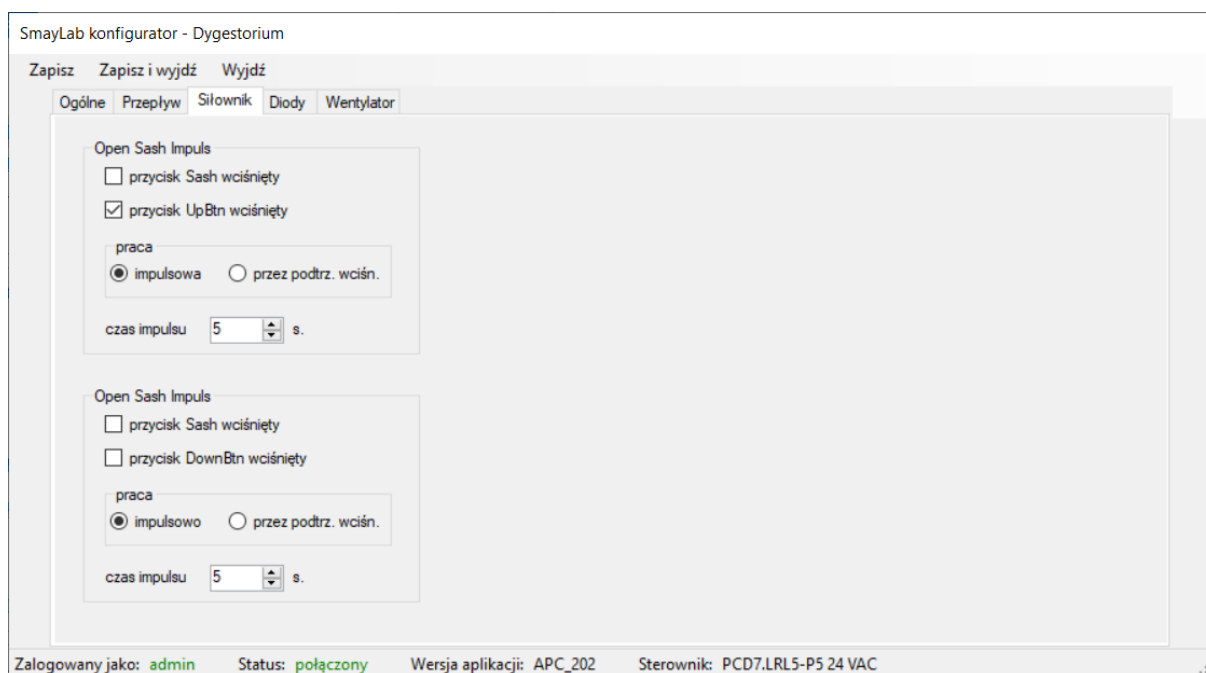 SmayLab konfigurator - Dygestorium
Zapisz Zapisz i wyjdź Wyjdź
Ogólne Przepływ Siłownik Diody Wentylator
Open Sash Impuls
przycisk Sash wciśnięty
przycisk UpBtn wciśnięty
praca
impulsowa przez podtrz. wciśn.
czas impulsu 5 s.
Open Sash Impuls
przycisk Sash wciśnięty
przycisk DownBtn wciśnięty
praca
impulsowo przez podtrz. wciśn.
czas impulsu 5 s.
Zalogowany jako: admin Status: połączony Wersja aplikacji: APC_202 Sterownik: PCD7.LRL5-P5 24 VAC